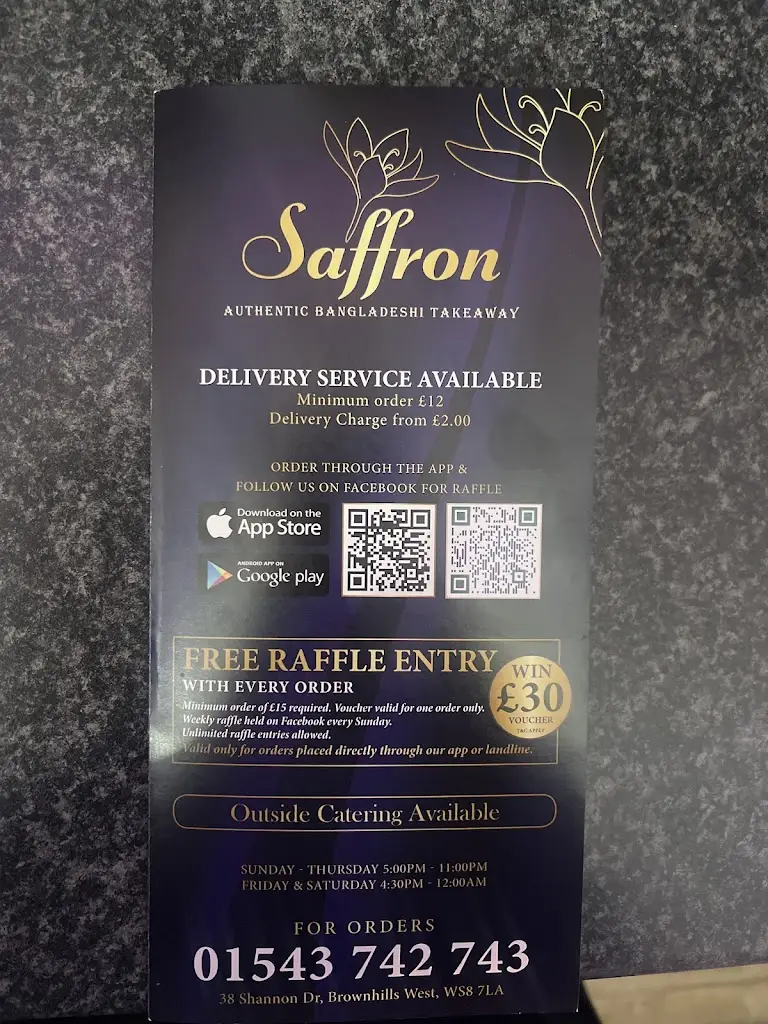 Saffron
AUTHENTIC BANGLADESHI TAKEAWAY
DELIVERY SERVICE AVAILABLE
Minimum order £12
Delivery Charge from £2.00
ORDER THROUGH THE APP &
FOLLOW US ON FACEBOOK FOR RAFFLE
Download on the
App Store
ANDROID APP ON
Google play
FREE RAFFLE ENTRY
WITH EVERY ORDER
Minimum order of £15 required. Voucher valid for one order only.
Weekly raffle held on Facebook every Sunday.
Unlimited raffle entries allowed.
Valid only for orders placed directly through our app or landline.
WIN
£30
VOUCHER
T&C APPLY
Outside Catering Available
SUNDAY - THURSDAY 5:00PM - 11:00PM
FRIDAY & SATURDAY 4:30PM - 12:00AM
FOR ORDERS
01543 742 743
38 Shannon Dr, Brownhills West, WS8 7LA